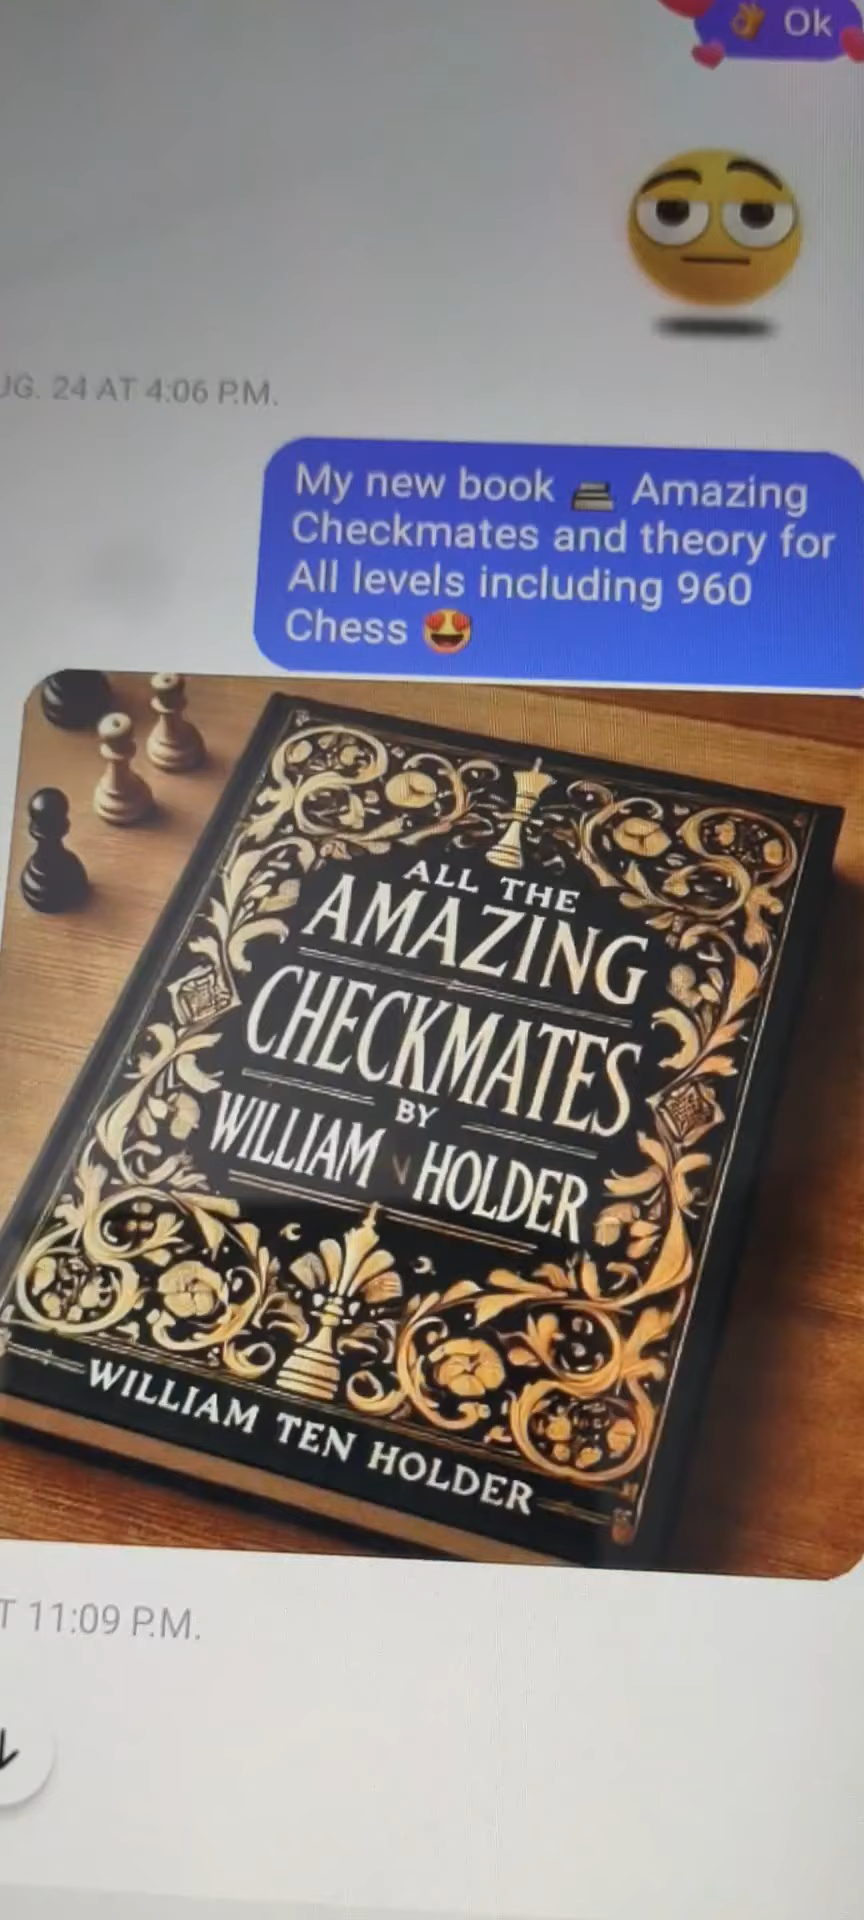 Ok
UG. 24 AT 4:06 P.M.
My new book Amazing
Checkmates and theory for
All levels including 960
Chess
ALL THE
AMAZING
CHECKMATES
BY
WILLIAM V HOLDER
WILLIAM TEN HOLDER
T 11:09 P.M.